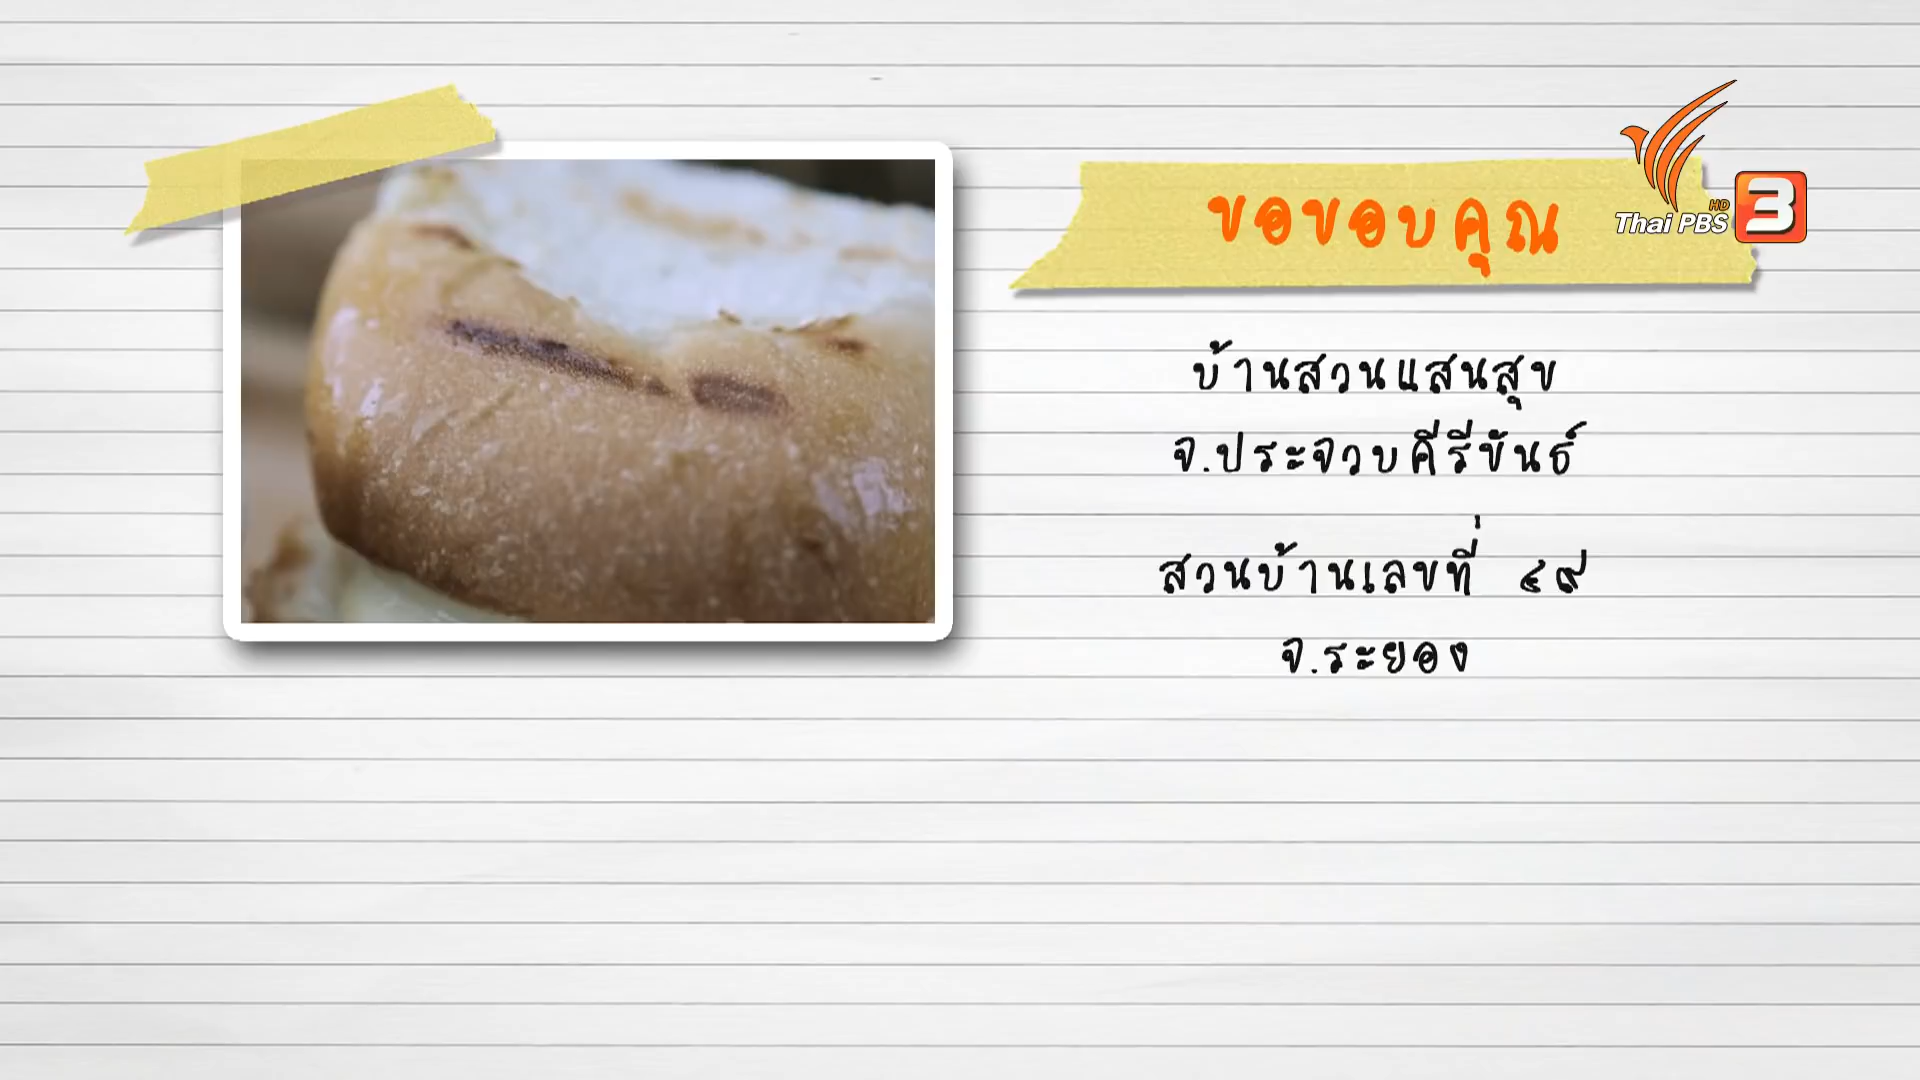 ขอขอบคุณ
HD
Thai PBS 3
บ้านสวนแสนสุข
จ.ประจวบคีรีขันธ์
สวนบ้านเลขที่ ๔๙
จ.ระยอง